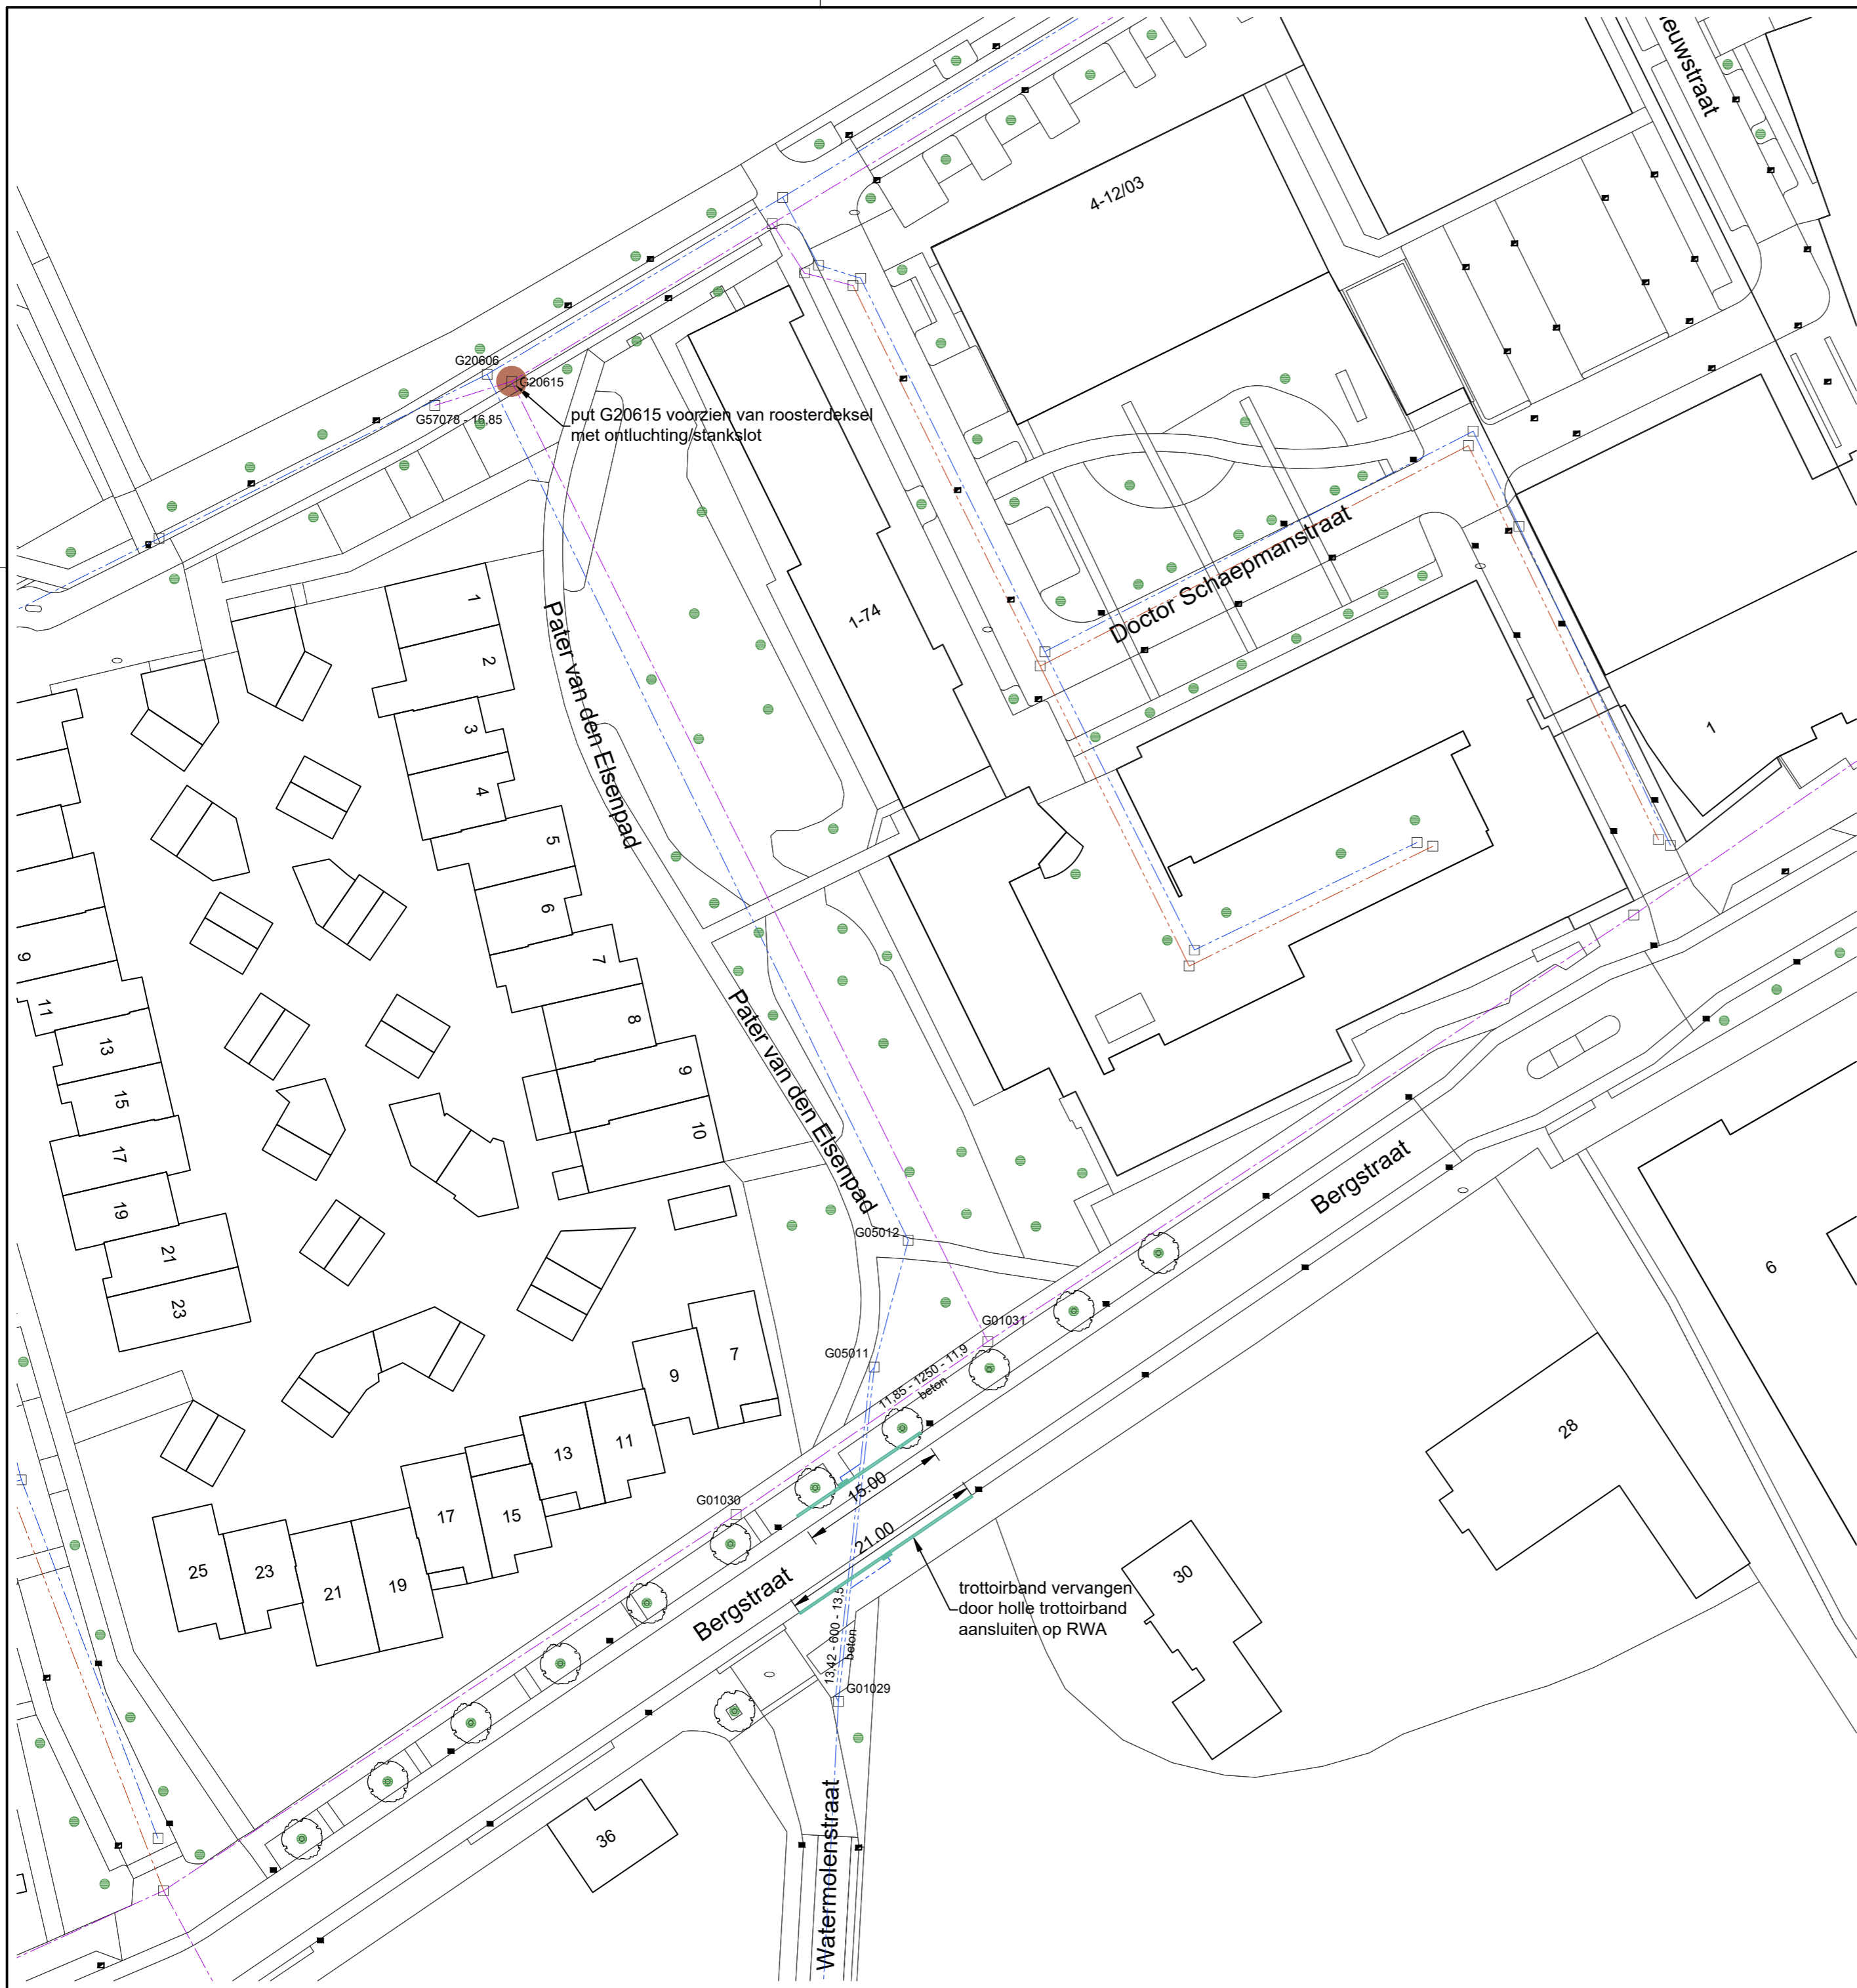 euwstraat
4-12/03
G20606
G20615
G57078 - 16,85
put G20615 voorzien van roosterdeksel
met ontluchting/stankslot
Doctor Schaepmanstraat
1-74
Pater van den Elsenpad
1
2
3
4
5
6
7
8
9
10
1
9
11
13
15
17
19
21
23
Pater van den Elsenpad
Bergstraat
6
G05012
G01031
G05011
11,85 - 1250 - 11,9
beton
7
9
11
13
15
17
19
21
23
25
G01030
15.00
21.00
28
30
Bergstraat
trottoirband vervangen
door holle trottoirband
aansluiten op RWA
13,42 - 600 - 13,5
beton
G01029
36
Watermolenstraat